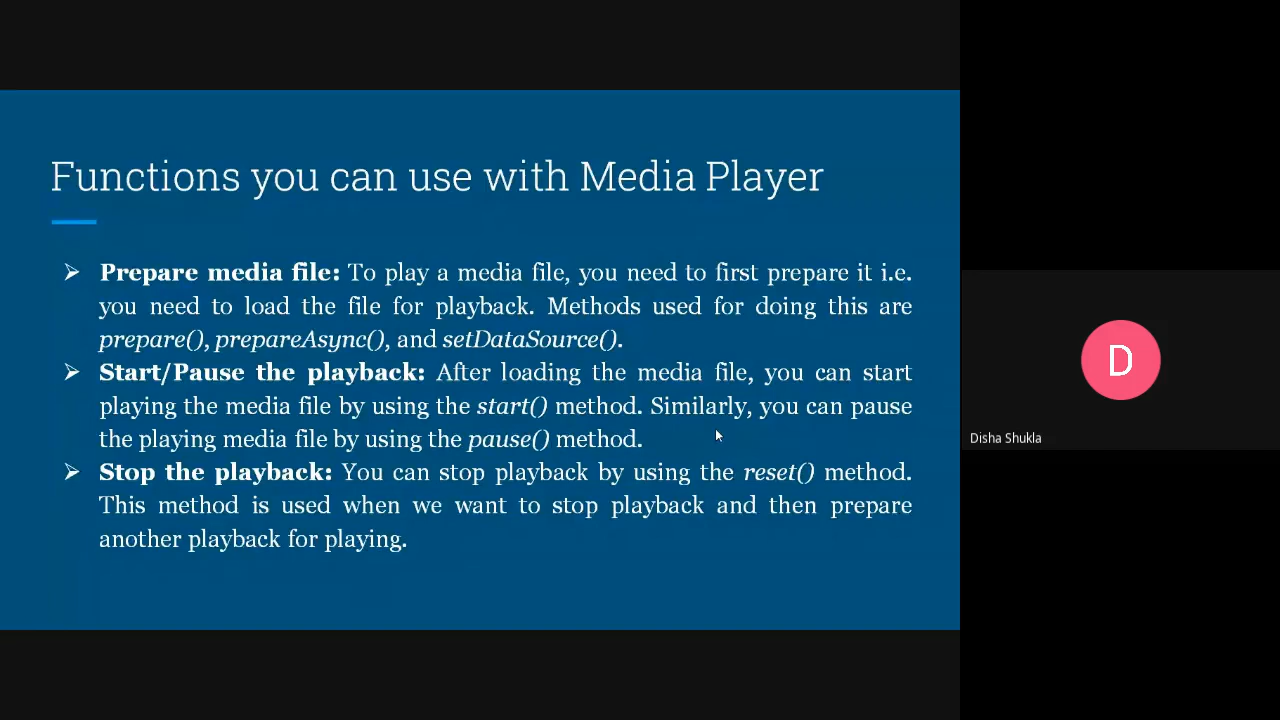 Functions you can use with Media Player
➢ Prepare media file: To play a media file, you need to first prepare it i.e.
you need to load the file for playback. Methods used for doing this are
prepare(), prepareAsync(), and setDataSource().
➢ Start/Pause the playback: After loading the media file, you can start
playing the media file by using the start() method. Similarly, you can pause
the playing media file by using the pause() method.
➢ Stop the playback: You can stop playback by using the reset() method.
This method is used when we want to stop playback and then prepare
another playback for playing.
D
Disha Shukla